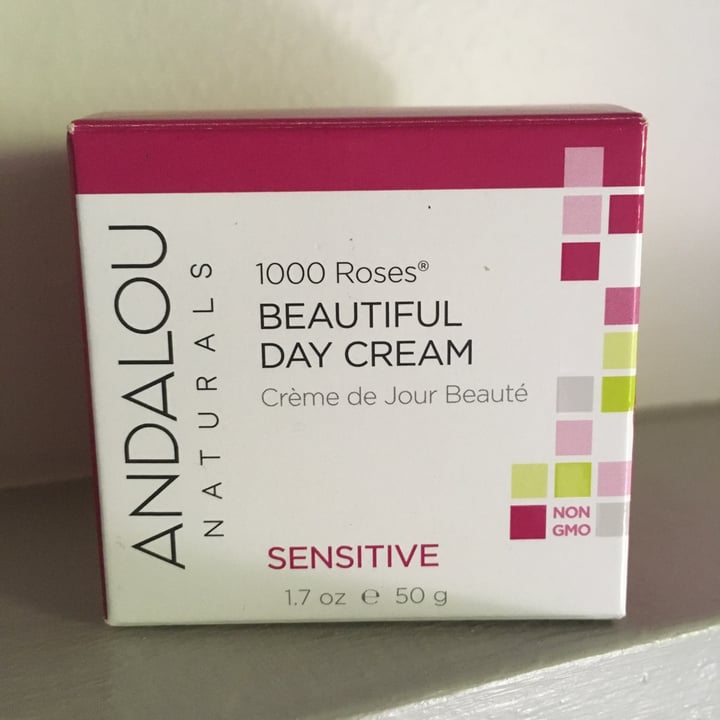 ANDALOU
NATURALS
1000 Roses®
BEAUTIFUL
DAY CREAM
Crème de Jour Beauté
NON
GMO
SENSITIVE
1.7 oz ℮ 50 g